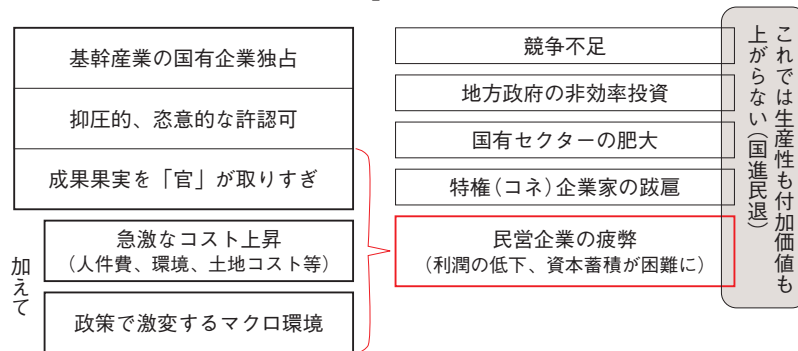 基幹産業の国有企業独占
抑圧的、恣意的な許認可
成果果実を「官」が取りすぎ
加えて
急激なコスト上昇
（人件費、環境、土地コスト等）
政策で激変するマクロ環境
競争不足
地方政府の非効率投資
国有セクターの肥大
特権（コネ）企業家の跋扈
民営企業の疲弊
（利潤の低下、資本蓄積が困難に）
これでは生産性も付加価値も
上がらない（国進民退）